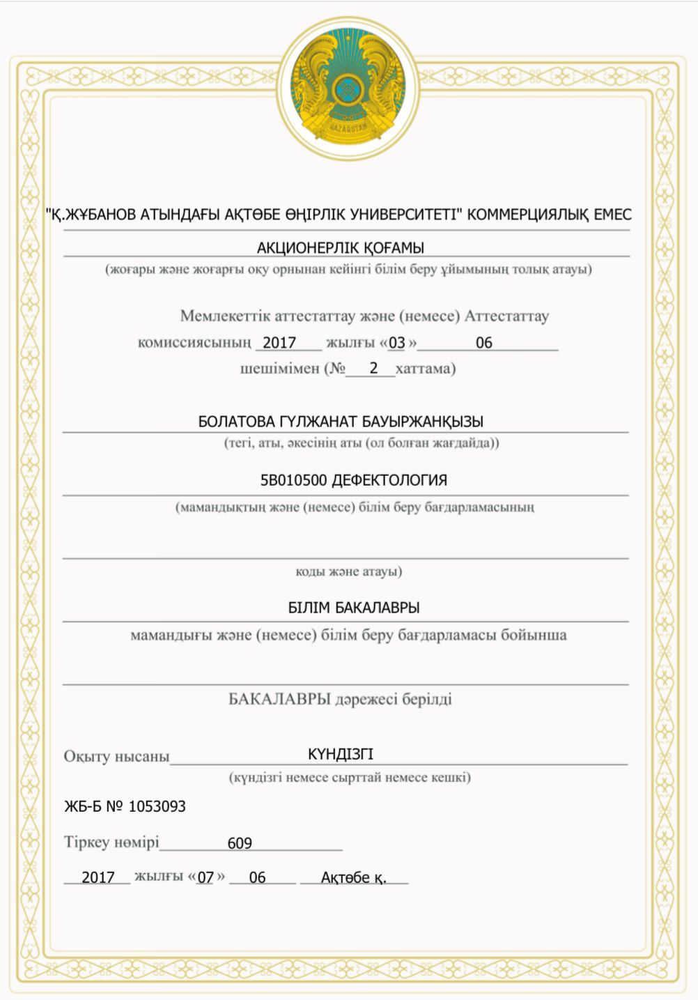 QAZAQSTAN
"Қ.ЖҰБАНОВ АТЫНДАҒЫ АҚТӨБЕ ӨҢІРЛІК УНИВЕРСИТЕТІ" КОММЕРЦИЯЛЫҚ ЕМЕС
АКЦИОНЕРЛІК ҚОҒАМЫ
(жоғары және жоғарғы оқу орнынан кейінгі білім беру ұйымының толық атауы)
Мемлекеттік аттестаттау және (немесе) Аттестаттау
комиссиясының 2017 жылғы «03 » 06
шешімімен (№ 2 хаттама)
БОЛАТОВА ГҮЛЖАНАТ БАУЫРЖАНҚЫЗЫ
(тегі, аты, әкесінің аты (ол болған жағдайда))
5В010500 ДЕФЕКТОЛОГИЯ
(мамандықтың және (немесе) білім беру бағдарламасының
коды және атауы)
БІЛІМ БАКАЛАВРЫ
мамандығы және (немесе) білім беру бағдарламасы бойынша
БАКАЛАВРЫ дәрежесі берілді
Оқыту нысаны КҮНДІЗГІ
(күндізгі немесе сырттай немесе кешкі)
ЖБ-Б № 1053093
Тіркеу нөмірі 609
2017 жылғы «07 » 06 Ақтөбе қ.